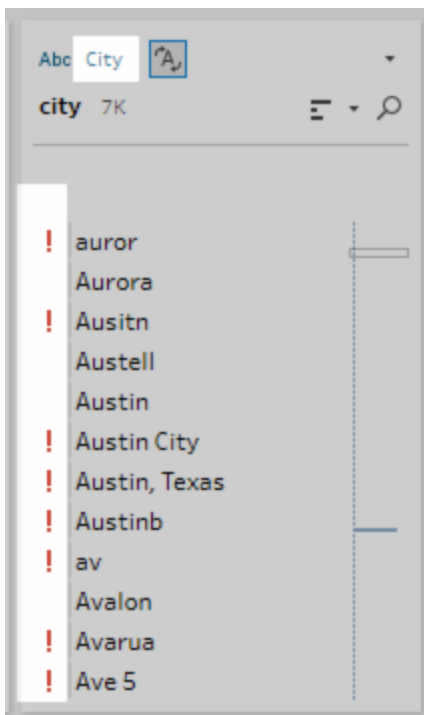 Abc City A
city 7K
! auror
Aurora
! Ausitn
Austell
Austin
! Austin City
! Austin, Texas
! Austinb
! av
Avalon
! Avarua
! Ave 5